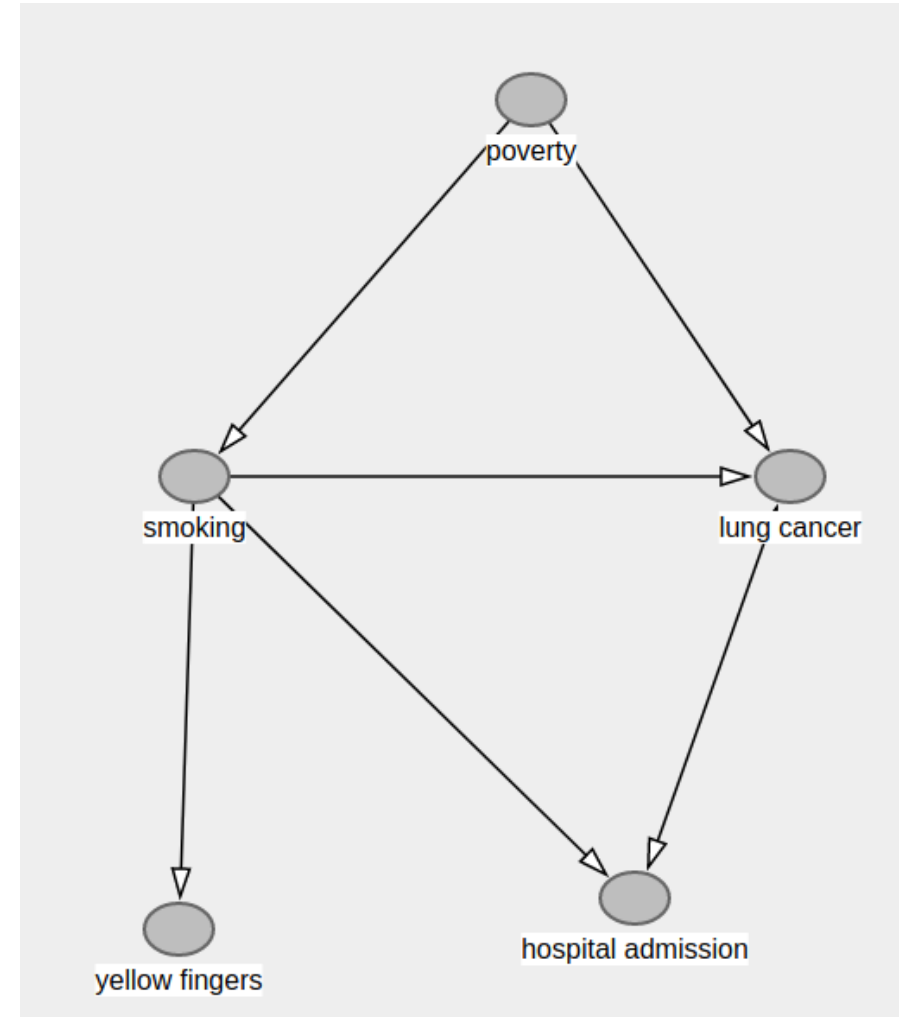 poverty
smoking
lung cancer
hospital admission
yellow fingers